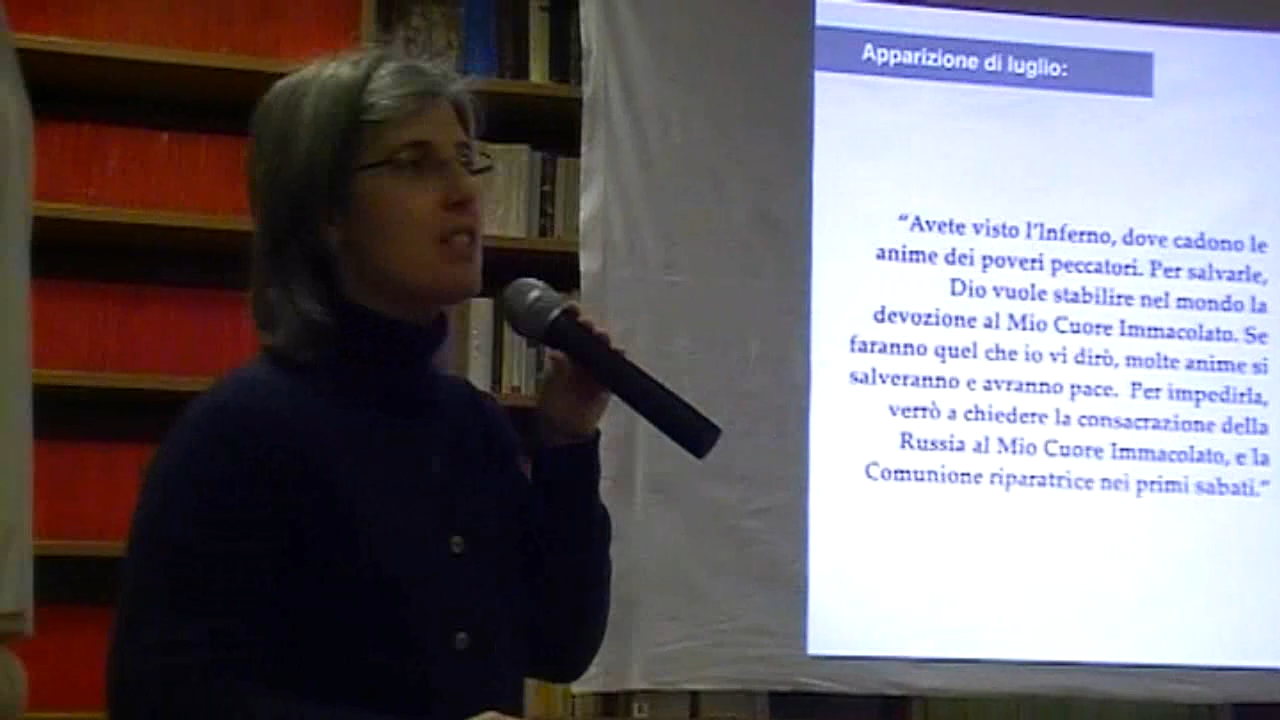 Apparizione di luglio:
“Avete visto l’Inferno, dove cadono le
anime dei poveri peccatori. Per salvarle,
Dio vuole stabilire nel mondo la
devozione al Mio Cuore Immacolato. Se
faranno quel che io vi dirò, molte anime si
salveranno e avranno pace. Per impedirla,
verrò a chiedere la consacrazione della
Russia al Mio Cuore Immacolato, e la
Comunione riparatrice nei primi sabati.”